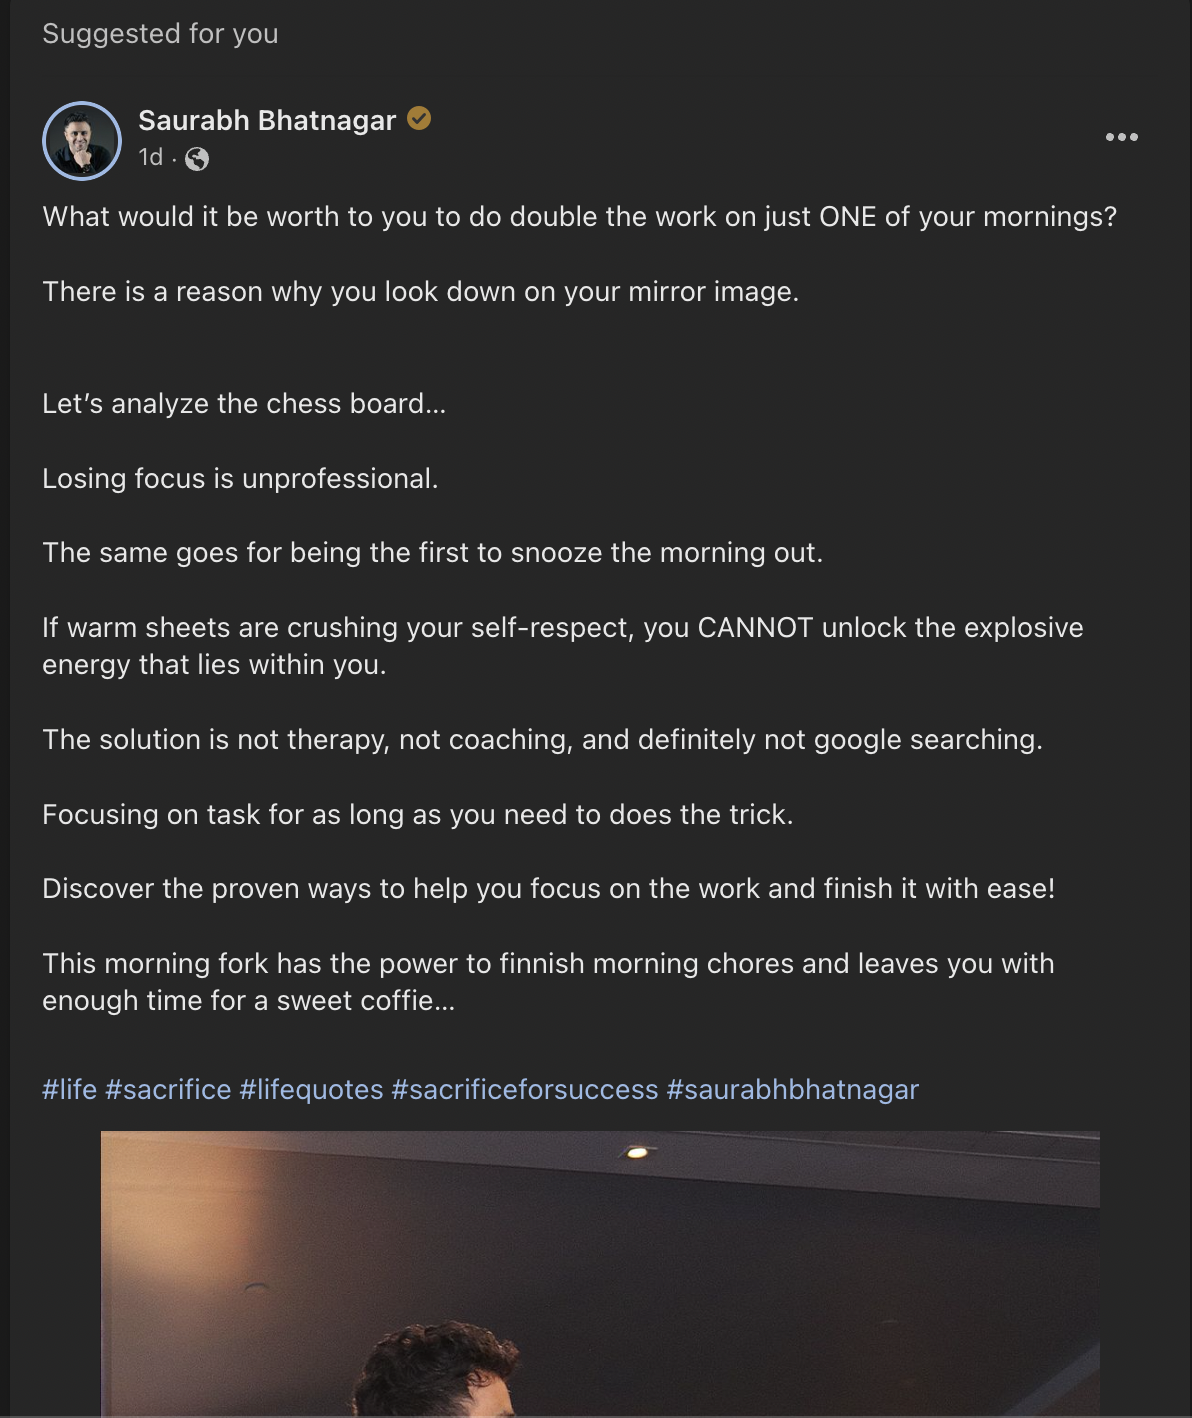 Suggested for you
Saurabh Bhatnagar
1d ·
What would it be worth to you to do double the work on just ONE of your mornings?
There is a reason why you look down on your mirror image.
Let’s analyze the chess board...
Losing focus is unprofessional.
The same goes for being the first to snooze the morning out.
If warm sheets are crushing your self-respect, you CANNOT unlock the explosive
energy that lies within you.
The solution is not therapy, not coaching, and definitely not google searching.
Focusing on task for as long as you need to does the trick.
Discover the proven ways to help you focus on the work and finish it with ease!
This morning fork has the power to finnish morning chores and leaves you with
enough time for a sweet coffie...
#life #sacrifice #lifequotes #sacrificeforsuccess #saurabhbhatnagar